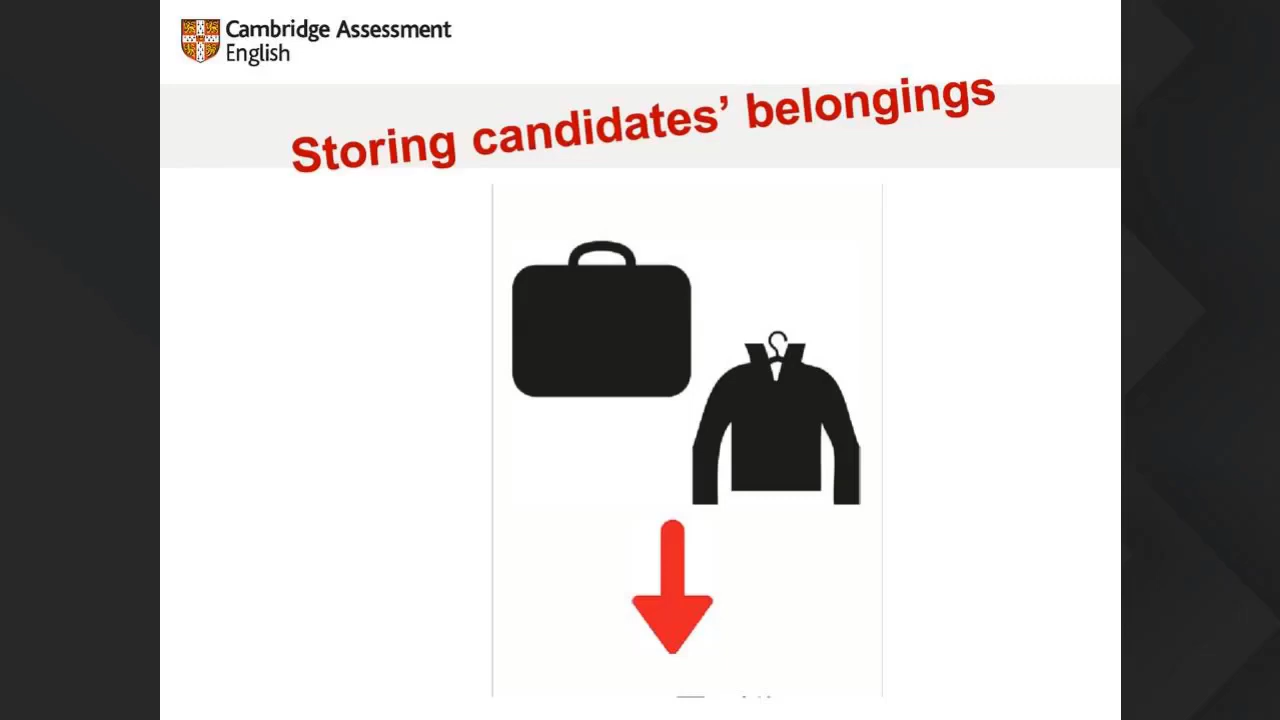 Cambridge Assessment
English
Storing candidates’ belongings